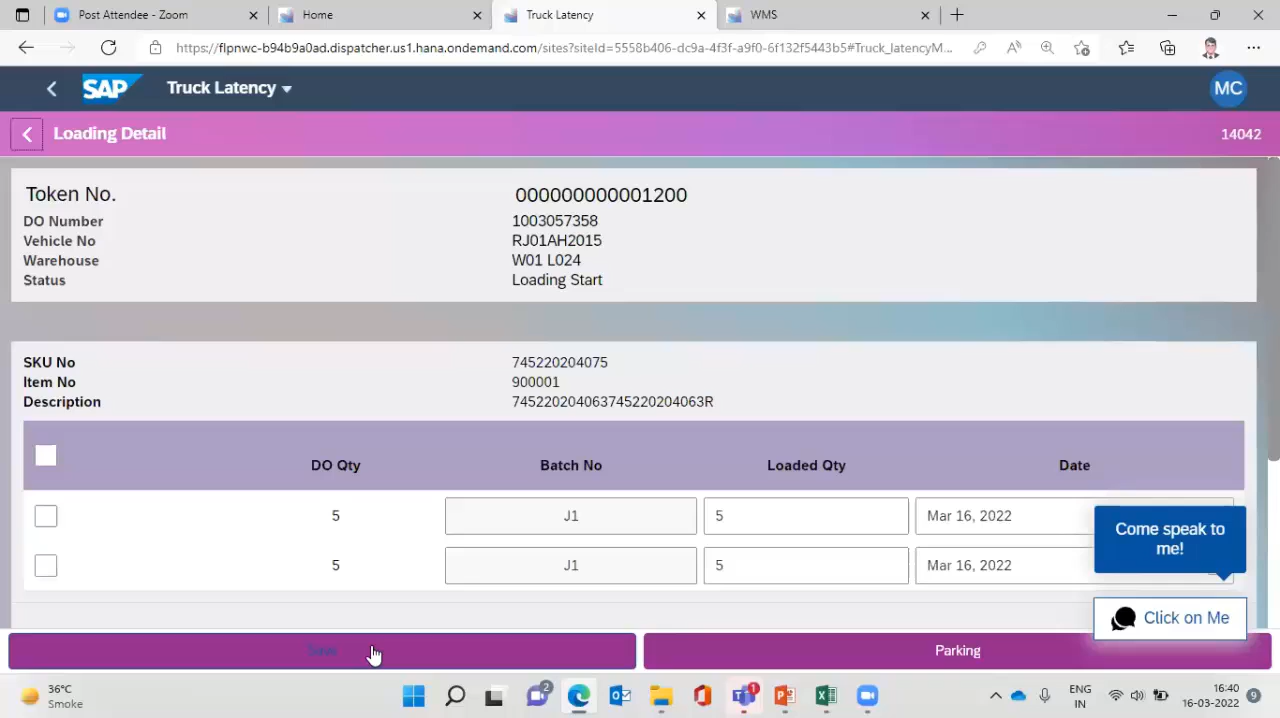 Post Attendee - Zoom
Home
Truck Latency
WMS
https://flpnwc-b94b9a0ad.dispatcher.us1.hana.ondemand.com/sites?siteId=5558b406-dc9a-4f3f-a9f0-6f132f5443b5#Truck_latencyM...
SAP
Truck Latency
MC
Loading Detail
14042
Token No. 000000000001200
DO Number 1003057358
Vehicle No RJ01AH2015
Warehouse W01 L024
Status Loading Start
SKU No 745220204075
Item No 900001
Description 745220204063745220204063R
DO Qty Batch No Loaded Qty Date
5 J1 5 Mar 16, 2022
5 J1 5 Mar 16, 2022
Come speak to
me!
Click on Me
Save
Parking
36°C
Smoke
2
1
ENG
IN
16:40
16-03-2022
9